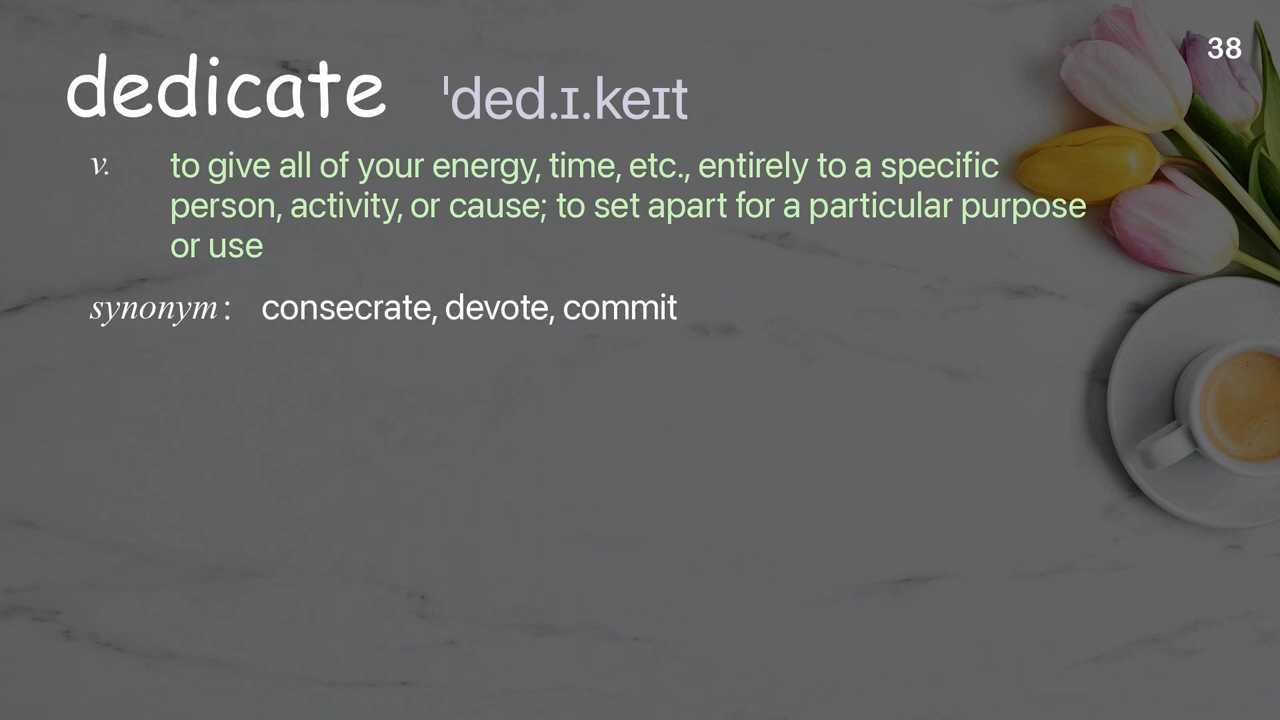 38
dedicate ˈded.ɪ.keɪt
v. to give all of your energy, time, etc., entirely to a specific
person, activity, or cause; to set apart for a particular purpose
or use
synonym : consecrate, devote, commit